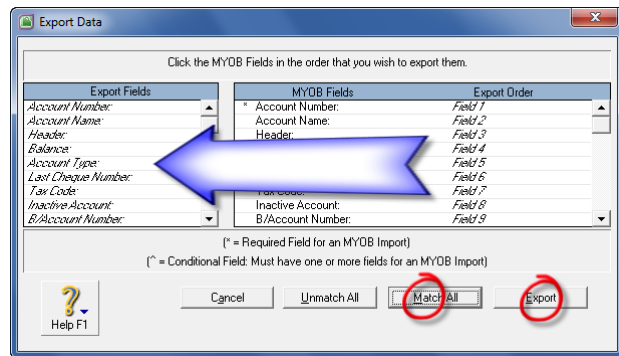 Export Data
Click the MYOB Fields in the order that you wish to export them.
Export Fields MYOB Fields Export Order
Account Number: * Account Number: Field 1
Account Name: Account Name: Field 2
Header: Header: Field 3
Balance: Field 4
Account Type: Field 5
Last Cheque Number: Field 6
Tax Code: Tax Code: Field 7
Inactive Account: Inactive Account: Field 8
B/Account Number: B/Account Number: Field 9
(* = Required Field for an MYOB Import)
(^ = Conditional Field: Must have one or more fields for an MYOB Import)
Help F1 Cancel Unmatch All Match All Export